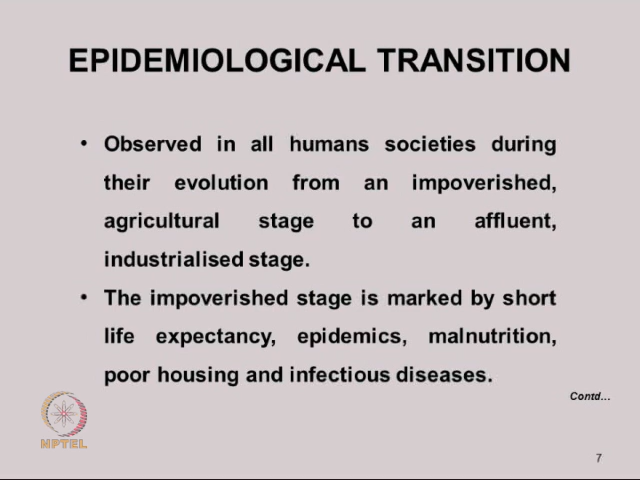 EPIDEMIOLOGICAL TRANSITION
• Observed in all humans societies during
their evolution from an impoverished,
agricultural stage to an affluent,
industrialised stage.
• The impoverished stage is marked by short
life expectancy, epidemics, malnutrition,
poor housing and infectious diseases.
Contd...
NPTEL
7